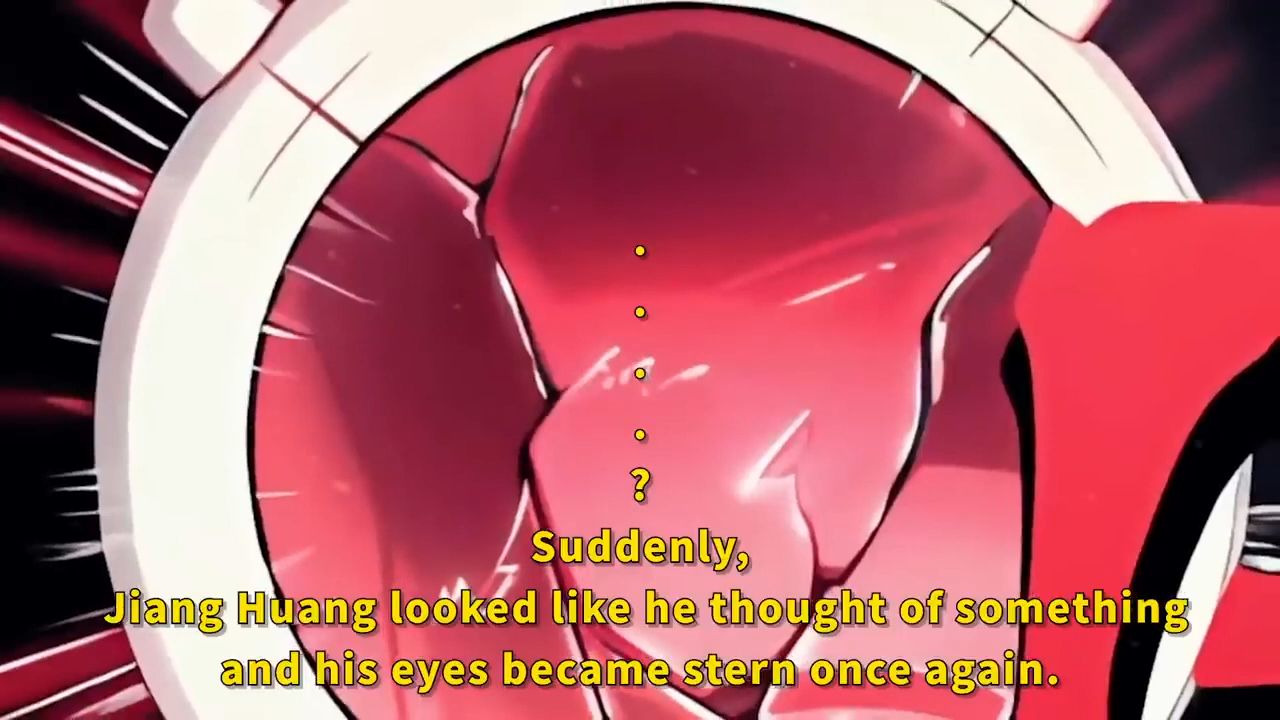 .
.
.
.
?
Suddenly,
Jiang Huang looked like he thought of something
and his eyes became stern once again.